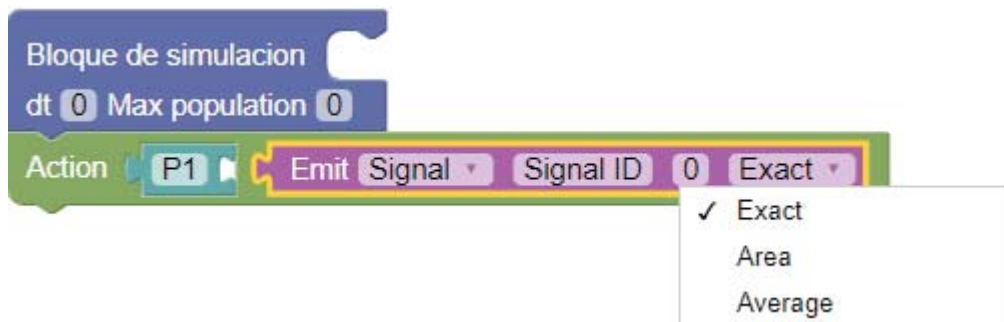 Bloque de simulacion
dt 0 Max population 0
Action P1 Emit Signal Signal ID 0 Exact
✓ Exact
Area
Average